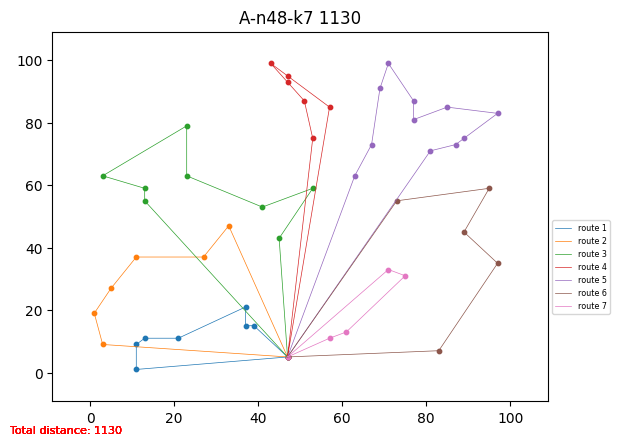 A-n48-k7 1130
100
80
60
40
20
0
0 20 40 60 80 100
route 1
route 2
route 3
route 4
route 5
route 6
route 7
Total distance: 1130